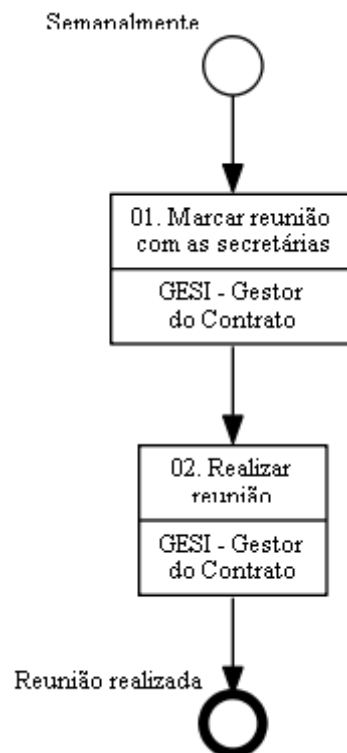 Semanalmente
01. Marcar reunião
com as secretárias
GESI - Gestor
do Contrato
02. Realizar
reunião
GESI - Gestor
do Contrato
Reunião realizada